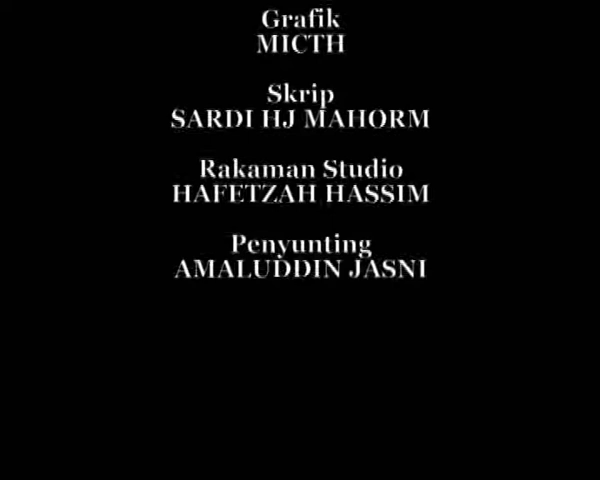 Grafik
MICTH
Skrip
SARDI HJ MAHORM
Rakaman Studio
HAFETZAH HASSIM
Penyunting
AMALUDDIN JASNI